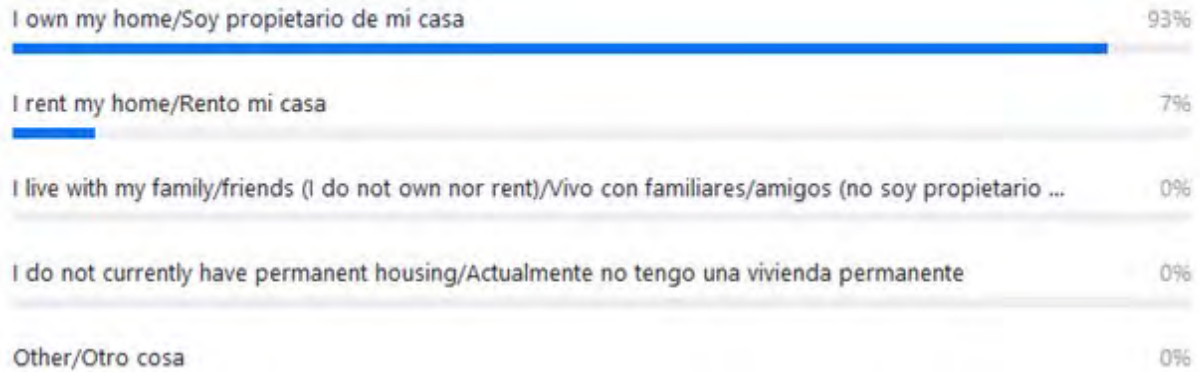 I own my home/Soy propietario de mi casa 93%
I rent my home/Rento mi casa 7%
I live with my family/friends (I do not own nor rent)/Vivo con familiares/amigos (no soy propietario ... 0%
I do not currently have permanent housing/Actualmente no tengo una vivienda permanente 0%
Other/Otro cosa 0%